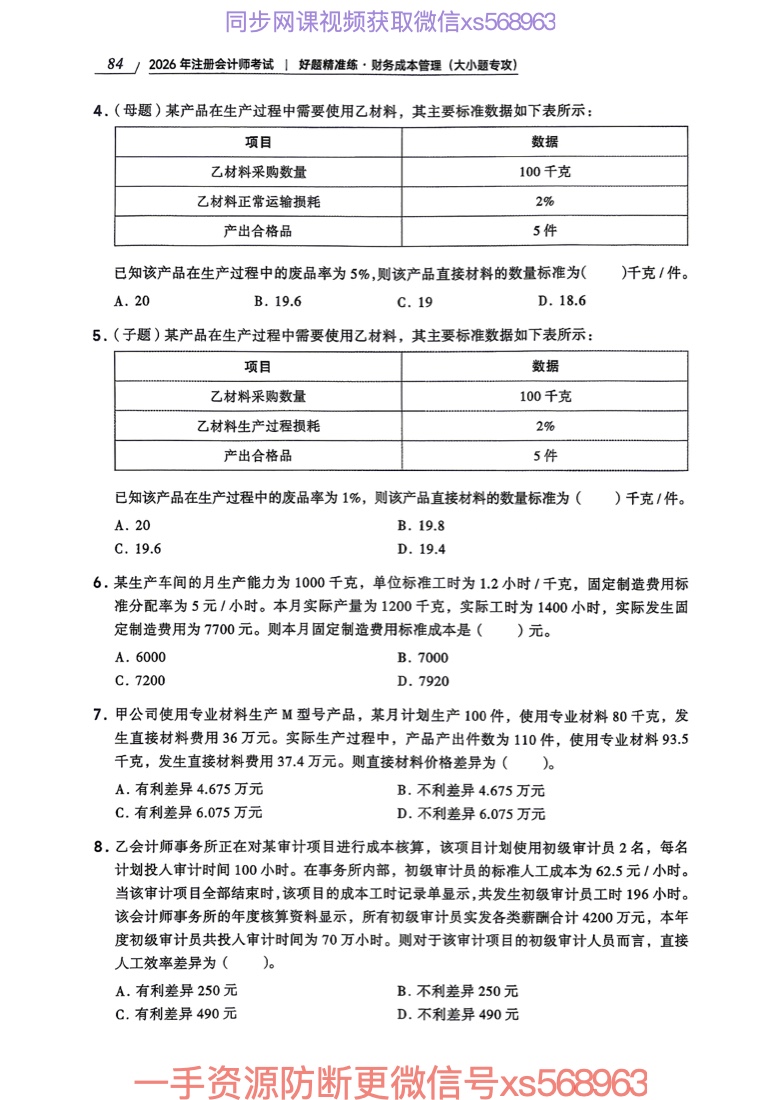 同步网课视频获取微信xs568963
84 / 2026年注册会计师考试 | 好题精准练·财务成本管理（大小题专攻）
4.（母题）某产品在生产过程中需要使用乙材料，其主要标准数据如下表所示：
项目 数据
乙材料采购数量 100千克
乙材料正常运输损耗 2%
产出合格品 5件
已知该产品在生产过程中的废品率为5%，则该产品直接材料的数量标准为（　　）千克/件。
A. 20 B. 19.6 C. 19 D. 18.6
5.（子题）某产品在生产过程中需要使用乙材料，其主要标准数据如下表所示：
项目 数据
乙材料采购数量 100千克
乙材料生产过程损耗 2%
产出合格品 5件
已知该产品在生产过程中的废品率为1%，则该产品直接材料的数量标准为（　　）千克/件。
A. 20 B. 19.8
C. 19.6 D. 19.4
6. 某生产车间的月生产能力为1000千克，单位标准工时为1.2小时/千克，固定制造费用标
准分配率为5元/小时。本月实际产量为1200千克，实际工时为1400小时，实际发生固
定制造费用为7700元。则本月固定制造费用标准成本是（　　）元。
A. 6000 B. 7000
C. 7200 D. 7920
7. 甲公司使用专业材料生产M型号产品，某月计划生产100件，使用专业材料80千克，发
生直接材料费用36万元。实际生产过程中，产品产出件数为110件，使用专业材料93.5
千克，发生直接材料费用37.4万元。则直接材料价格差异为（　　）。
A. 有利差异4.675万元 B. 不利差异4.675万元
C. 有利差异6.075万元 D. 不利差异6.075万元
8. 乙会计师事务所正在对某审计项目进行成本核算，该项目计划使用初级审计员2名，每名
计划投入审计时间100小时。在事务所内部，初级审计员的标准人工成本为62.5元/小时。
当该审计项目全部结束时，该项目的成本工时记录单显示，共发生初级审计员工时196小时。
该会计师事务所的年度核算资料显示，所有初级审计员实发各类薪酬合计4200万元，本年
度初级审计员共投入审计时间为70万小时。则对于该审计项目的初级审计人员而言，直接
人工效率差异为（　　）。
A. 有利差异250元 B. 不利差异250元
C. 有利差异490元 D. 不利差异490元
一手资源防断更微信号xs568963